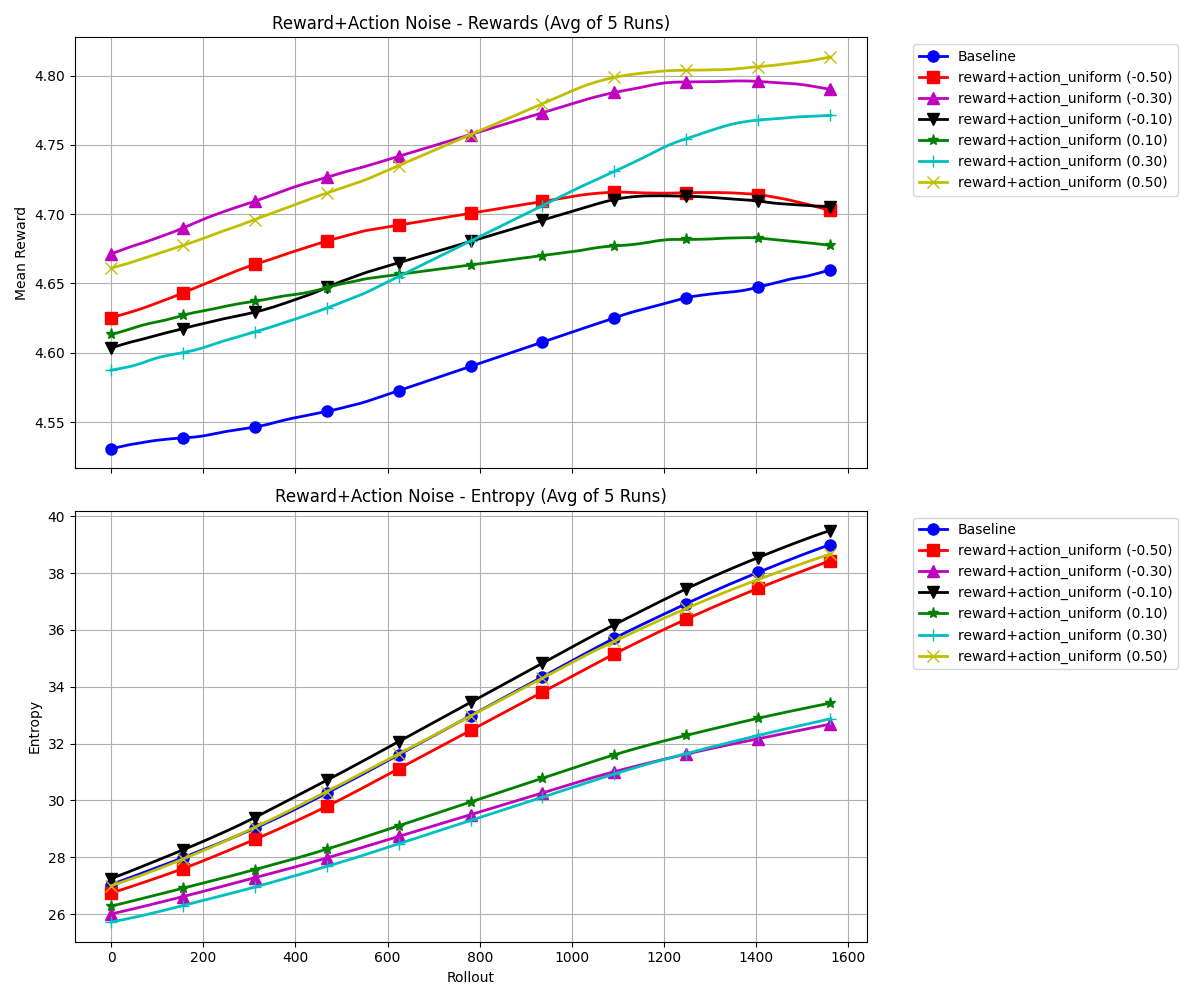 Reward+Action Noise - Rewards (Avg of 5 Runs)
Mean Reward
4.80
4.75
4.70
4.65
4.60
4.55
Baseline
reward+action_uniform (-0.50)
reward+action_uniform (-0.30)
reward+action_uniform (-0.10)
reward+action_uniform (0.10)
reward+action_uniform (0.30)
reward+action_uniform (0.50)
Reward+Action Noise - Entropy (Avg of 5 Runs)
Entropy
40
38
36
34
32
30
28
26
0 200 400 600 800 1000 1200 1400 1600
Rollout
Baseline
reward+action_uniform (-0.50)
reward+action_uniform (-0.30)
reward+action_uniform (-0.10)
reward+action_uniform (0.10)
reward+action_uniform (0.30)
reward+action_uniform (0.50)